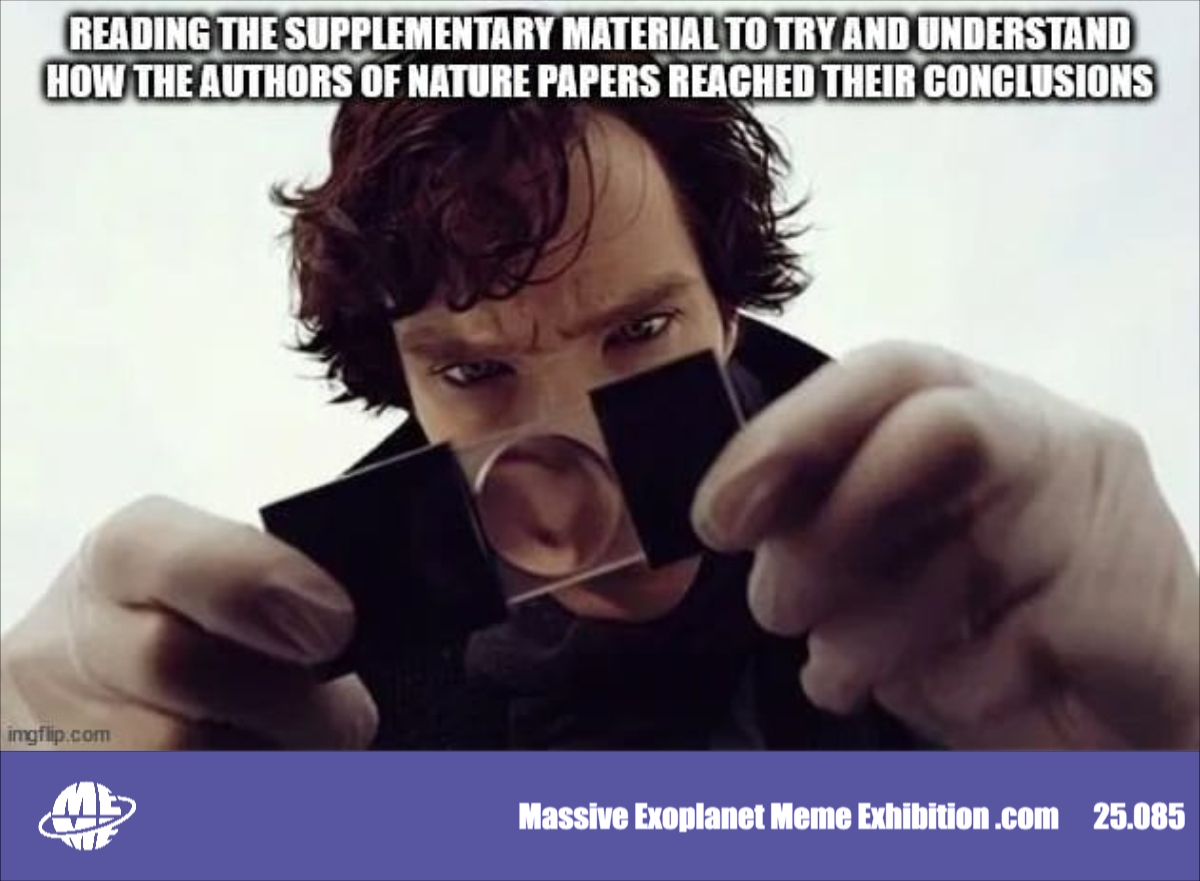 READING THE SUPPLEMENTARY MATERIAL TO TRY AND UNDERSTAND
HOW THE AUTHORS OF NATURE PAPERS REACHED THEIR CONCLUSIONS
imgflip.com
MEME
Massive Exoplanet Meme Exhibition .com 25.085